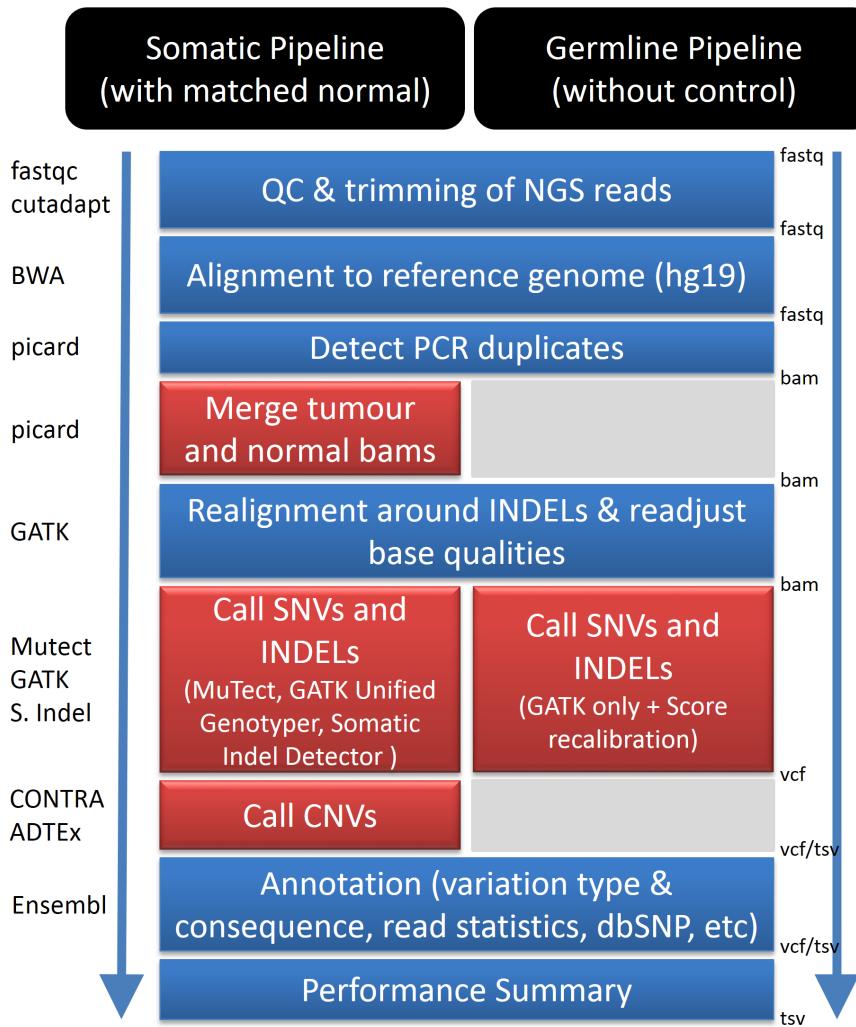 Somatic Pipeline
(with matched normal)
Germline Pipeline
(without control)
fastq
fastqc
cutadapt
QC & trimming of NGS reads
fastq
BWA
Alignment to reference genome (hg19)
fastq
picard
Detect PCR duplicates
bam
picard
Merge tumour
and normal bams
bam
GATK
Realignment around INDELs & readjust
base qualities
bam
Mutect
GATK
S. Indel
Call SNVs and
INDELs
(MuTect, GATK Unified
Genotyper, Somatic
Indel Detector )
Call SNVs and
INDELs
(GATK only + Score
recalibration)
vcf
CONTRA
ADTEx
Call CNVs
vcf/tsv
Ensembl
Annotation (variation type &
consequence, read statistics, dbSNP, etc)
vcf/tsv
Performance Summary
tsv